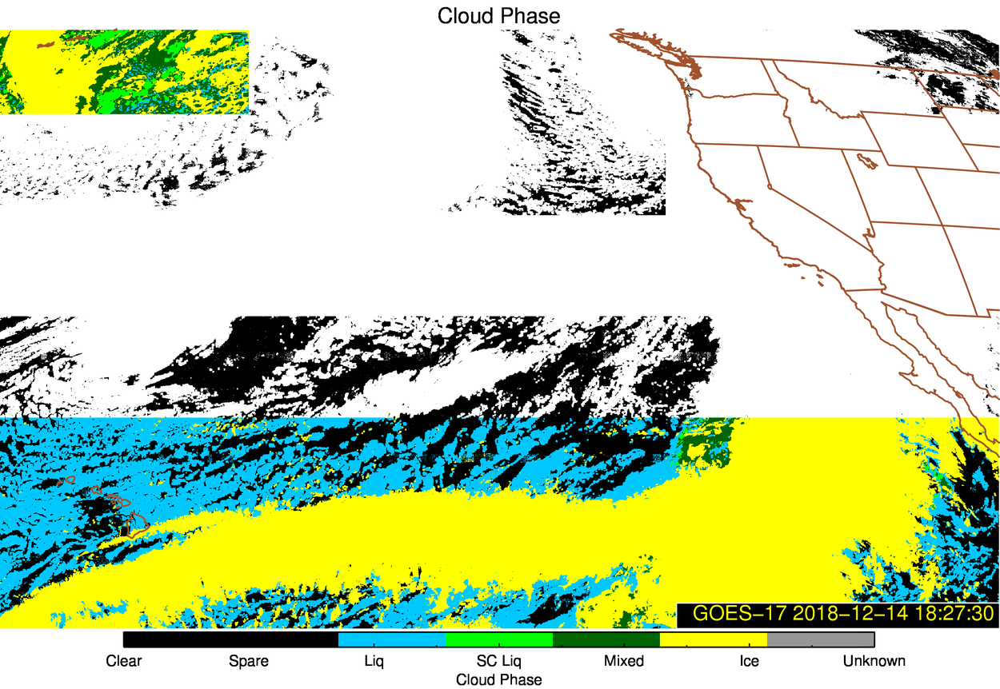 Cloud Phase
GOES−17 2018−12−14 18:27:30
Clear Spare Liq SC Liq Mixed Ice Unknown
Cloud Phase